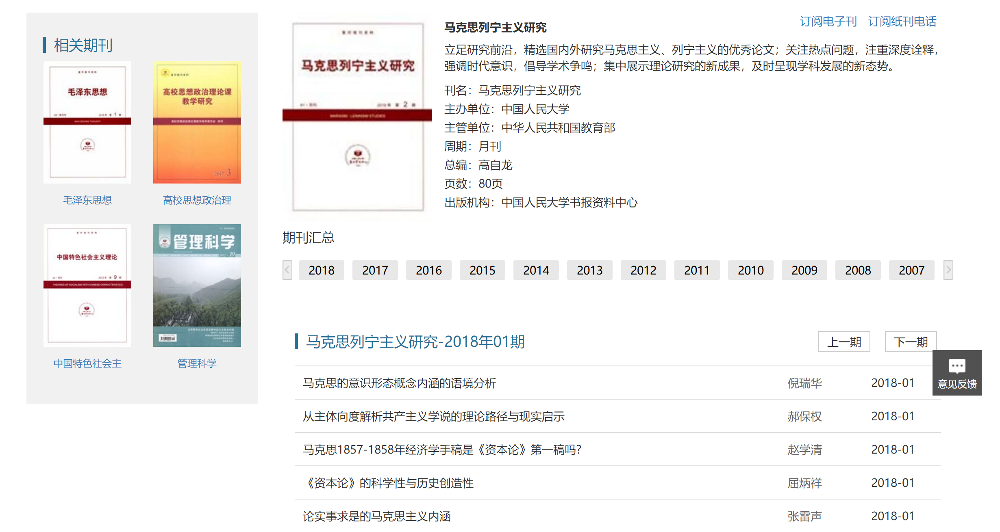 相关期刊
毛泽东思想
高校思想政治理论课
教学研究
2017.3
毛泽东思想
高校思想政治理
中国特色社会主义理论
THEORIES OF SOCIALISM WITH CHINESE CHARACTERISTICS
管理科学
Management
2012·10
中国特色社会主
管理科学
马克思列宁主义研究
MARXISM LENINISM STUDIES
订阅电子刊 订阅纸刊电话
马克思列宁主义研究
立足研究前沿，精选国内外研究马克思主义、列宁主义的优秀论文；关注热点问题，注重深度诠释，
强调时代意识，倡导学术争鸣；集中展示理论研究的新成果，及时呈现学科发展的新态势。
刊名：马克思列宁主义研究
主办单位：中国人民大学
主管单位：中华人民共和国教育部
周期：月刊
总编：高自龙
页数：80页
出版机构：中国人民大学书报资料中心
期刊汇总
2018 2017 2016 2015 2014 2013 2012 2011 2010 2009 2008 2007
马克思列宁主义研究-2018年01期 上一期 下一期
意见反馈
马克思的意识形态概念内涵的语境分析 倪瑞华 2018-01
从主体向度解析共产主义学说的理论路径与现实启示 郝保权 2018-01
马克思1857-1858年经济学手稿是《资本论》第一稿吗? 赵学清 2018-01
《资本论》的科学性与历史创造性 屈炳祥 2018-01
论实事求是的马克思主义内涵 张雷声 2018-01